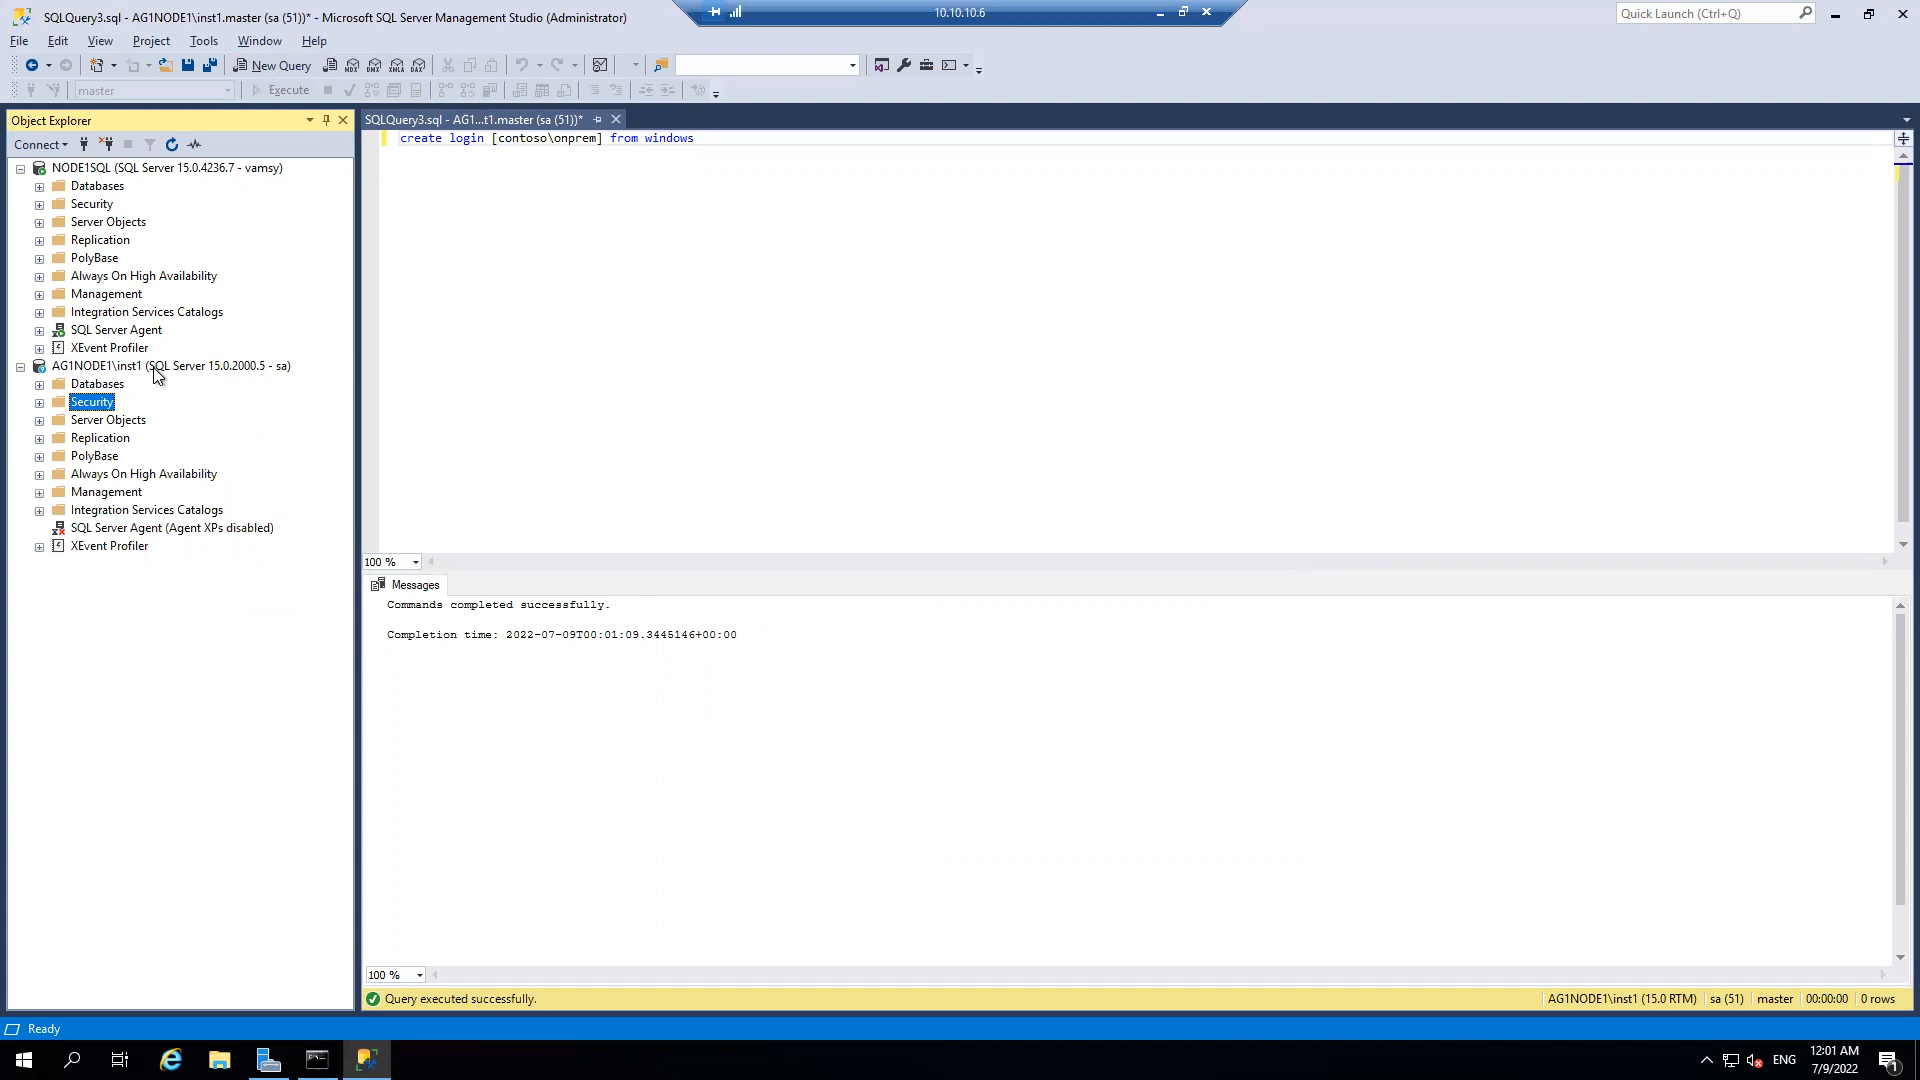 SQLQuery3.sql - AG1NODE1\inst1.master (sa (51))* - Microsoft SQL Server Management Studio (Administrator)
10.10.10.6
Quick Launch (Ctrl+Q)
File Edit View Project Tools Window Help
New Query
MDX DMX XMLA DAX
master
Execute
Object Explorer
SQLQuery3.sql - AG1...t1.master (sa (51))*
Connect
create login [contoso\onprem] from windows
NODE1SQL (SQL Server 15.0.4236.7 - vamsy)
Databases
Security
Server Objects
Replication
PolyBase
Always On High Availability
Management
Integration Services Catalogs
SQL Server Agent
XEvent Profiler
AG1NODE1\inst1 (SQL Server 15.0.2000.5 - sa)
Databases
Security
Server Objects
Replication
PolyBase
Always On High Availability
Management
Integration Services Catalogs
SQL Server Agent (Agent XPs disabled)
XEvent Profiler
100 %
Messages
Commands completed successfully.
Completion time: 2022-07-09T00:01:09.3445146+00:00
100 %
Query executed successfully.
AG1NODE1\inst1 (15.0 RTM) sa (51) master 00:00:00 0 rows
Ready
ENG
12:01 AM
7/9/2022
1